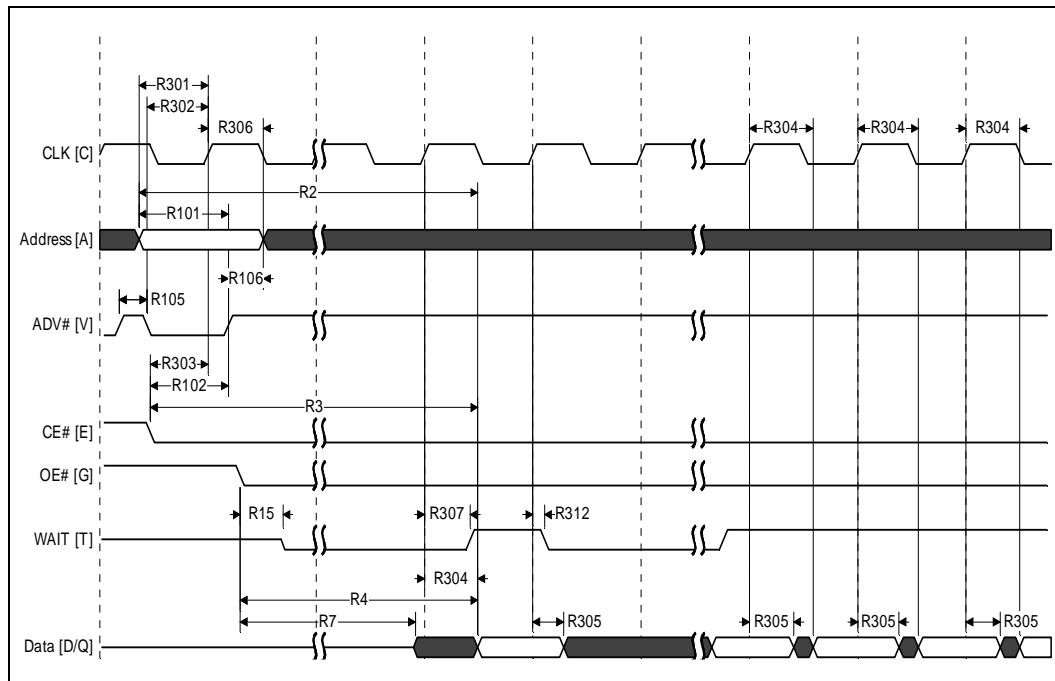 R301
R302
R306
R304
R304
R304
CLK [C]
R2
R101
Address [A]
R106
R105
ADV# [V]
R303
R102
R3
CE# [E]
OE# [G]
R15
R307
R312
WAIT [T]
R304
R4
R7
R305
R305
R305
R305
Data [D/Q]